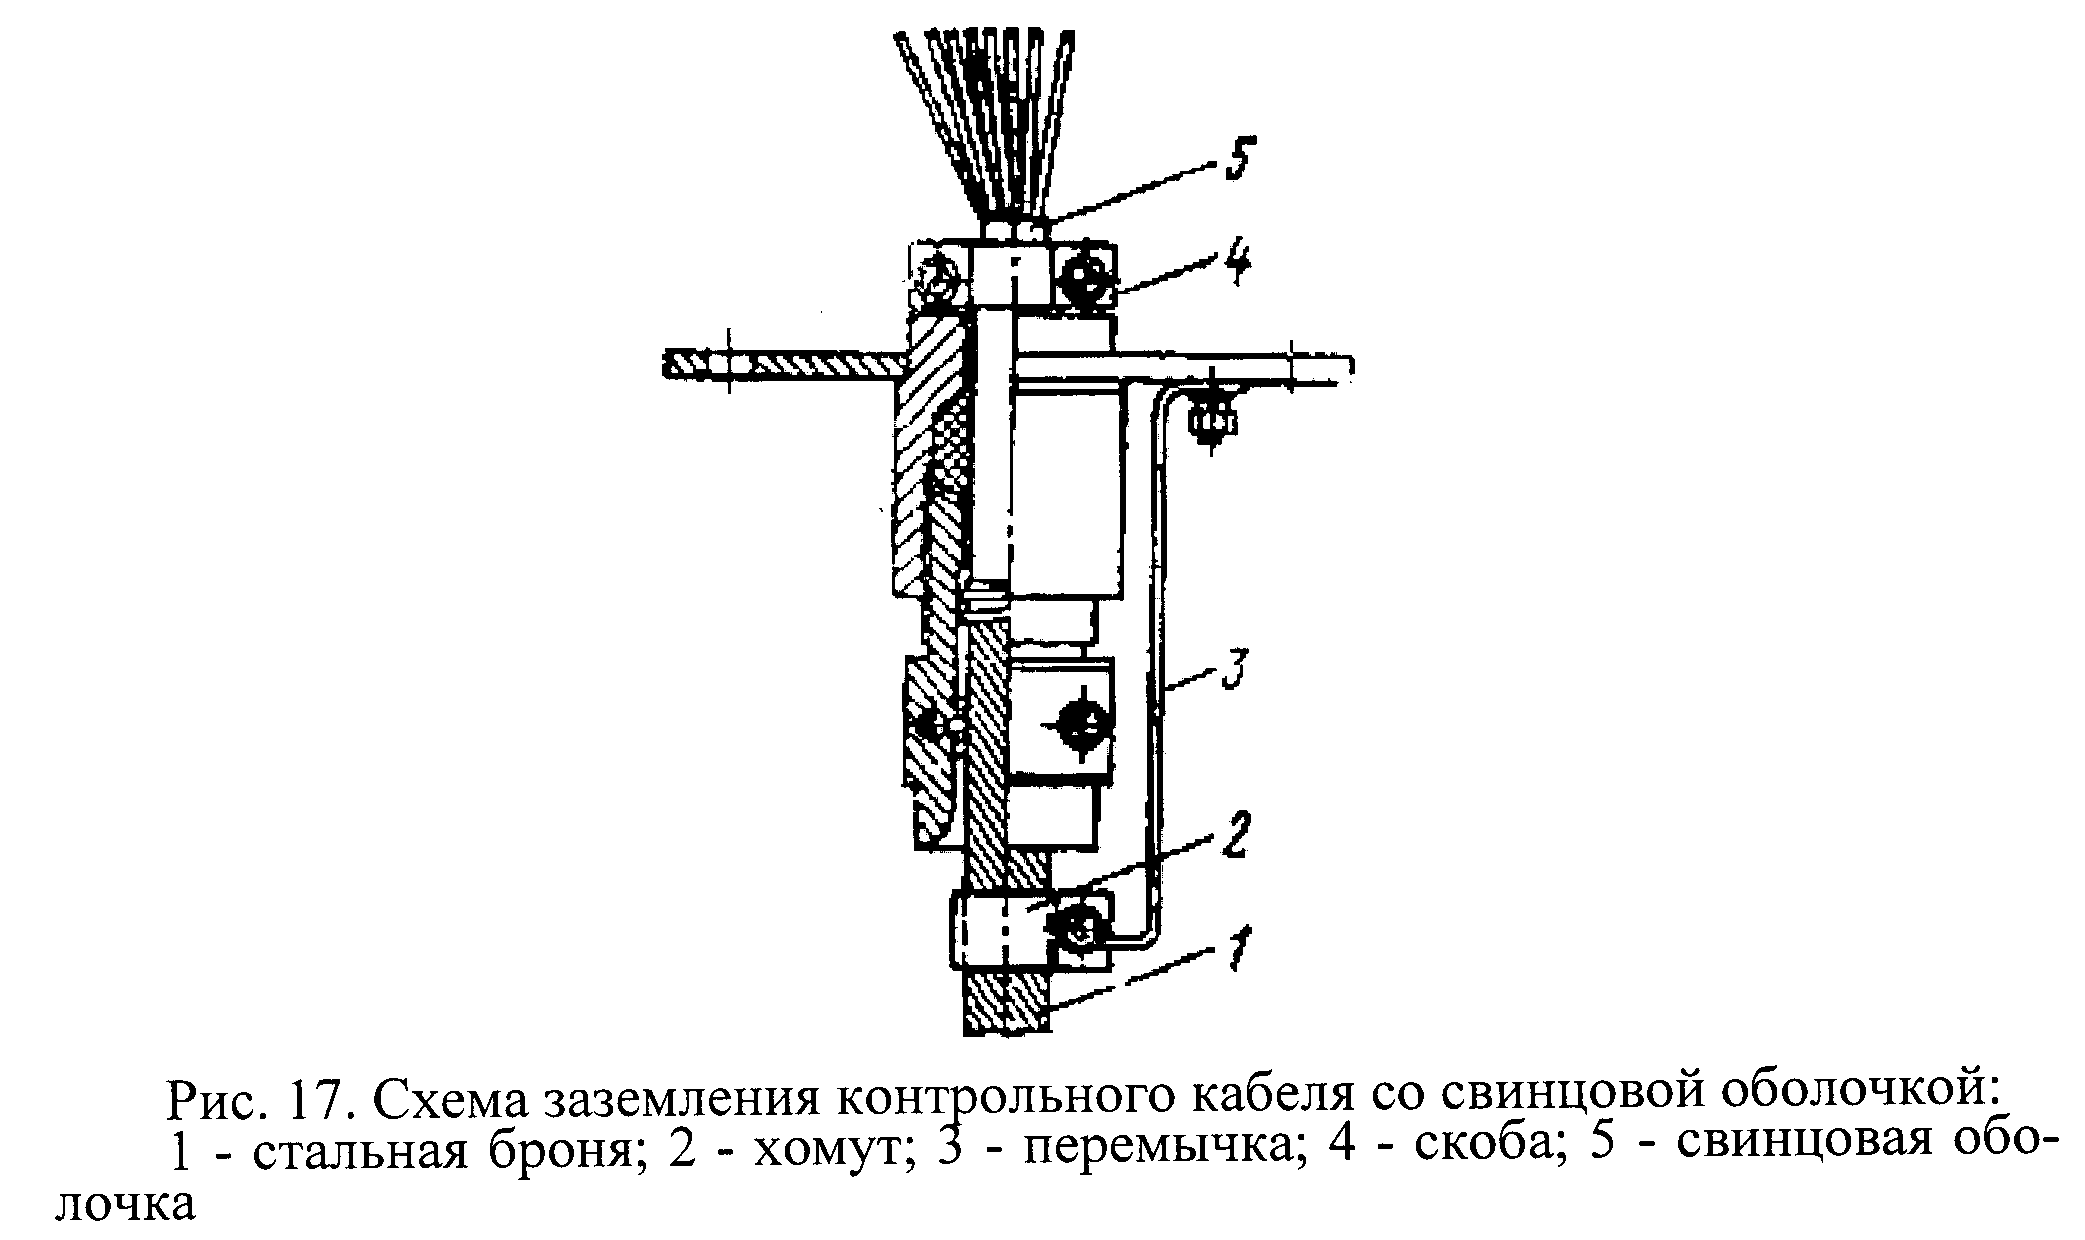 5
4
3
2
1
Рис. 17. Схема заземления контрольного кабеля со свинцовой оболочкой:
1 - стальная броня; 2 - хомут; 3 - перемычка; 4 - скоба; 5 - свинцовая обо-
лочка